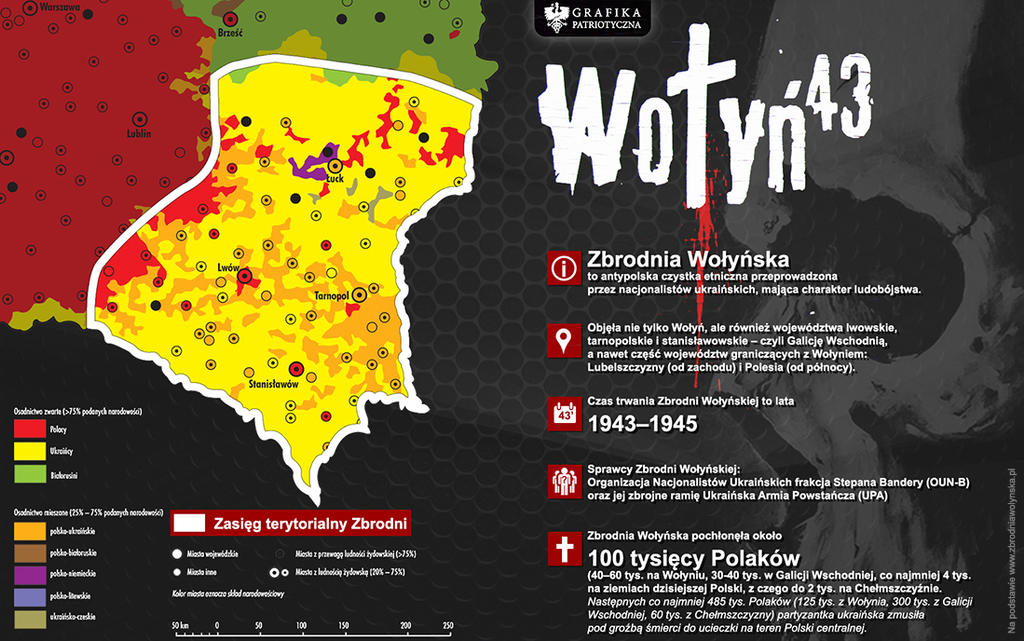 Warszawa
Brześć
GRAFIKA
PATRIOTYCZNA
Wołyń43
Lublin
Łuck
Lwów
Tarnopol
Stanisławów
Zbrodnia Wołyńska
to antypolska czystka etniczna przeprowadzona
przez nacjonalistów ukraińskich, mająca charakter ludobójstwa.
Objęła nie tylko Wołyń, ale również województwa lwowskie,
tarnopolskie i stanisławowskie – czyli Galicję Wschodnią,
a nawet część województw graniczących z Wołyniem:
Lubelszczyzny (od zachodu) i Polesia (od północy).
43'
Czas trwania Zbrodni Wołyńskiej to lata
1943–1945
Sprawcy Zbrodni Wołyńskiej:
Organizacja Nacjonalistów Ukraińskich frakcja Stepana Bandery (OUN-B)
oraz jej zbrojne ramię Ukraińska Armia Powstańcza (UPA)
Zbrodnia Wołyńska pochłonęła około
100 tysięcy Polaków
(40–60 tys. na Wołyniu, 30-40 tys. w Galicji Wschodniej, co najmniej 4 tys.
na ziemiach dzisiejszej Polski, z czego do 2 tys. na Chełmszczyźnie.
Następnych co najmniej 485 tys. Polaków (125 tys. z Wołynia, 300 tys. z Galicji
Wschodniej, 60 tys. z Chełmszczyzny) partyzantka ukraińska zmusiła
pod groźbą śmierci do ucieczki na teren Polski centralnej.
Na podstawie www.zbrodniawolynska.pl
Osadnictwo zwarte (>75% podanych narodowości)
Polacy
Ukraińcy
Białorusini
Osadnictwo mieszane (25% – 75% podanych narodowości)
polsko-ukraińskie
polsko-białoruskie
polsko-niemieckie
polsko-litewskie
ukraińsko-czeskie
Zasięg terytorialny Zbrodni
Miasta wojewódzkie
Miasta z przewagą ludności żydowskiej (>75%)
Miasta inne
Miasta z ludnością żydowską (20% – 75%)
Kolor miasta oznacza skład narodowościowy
50 km 0 50 100 150 200 250